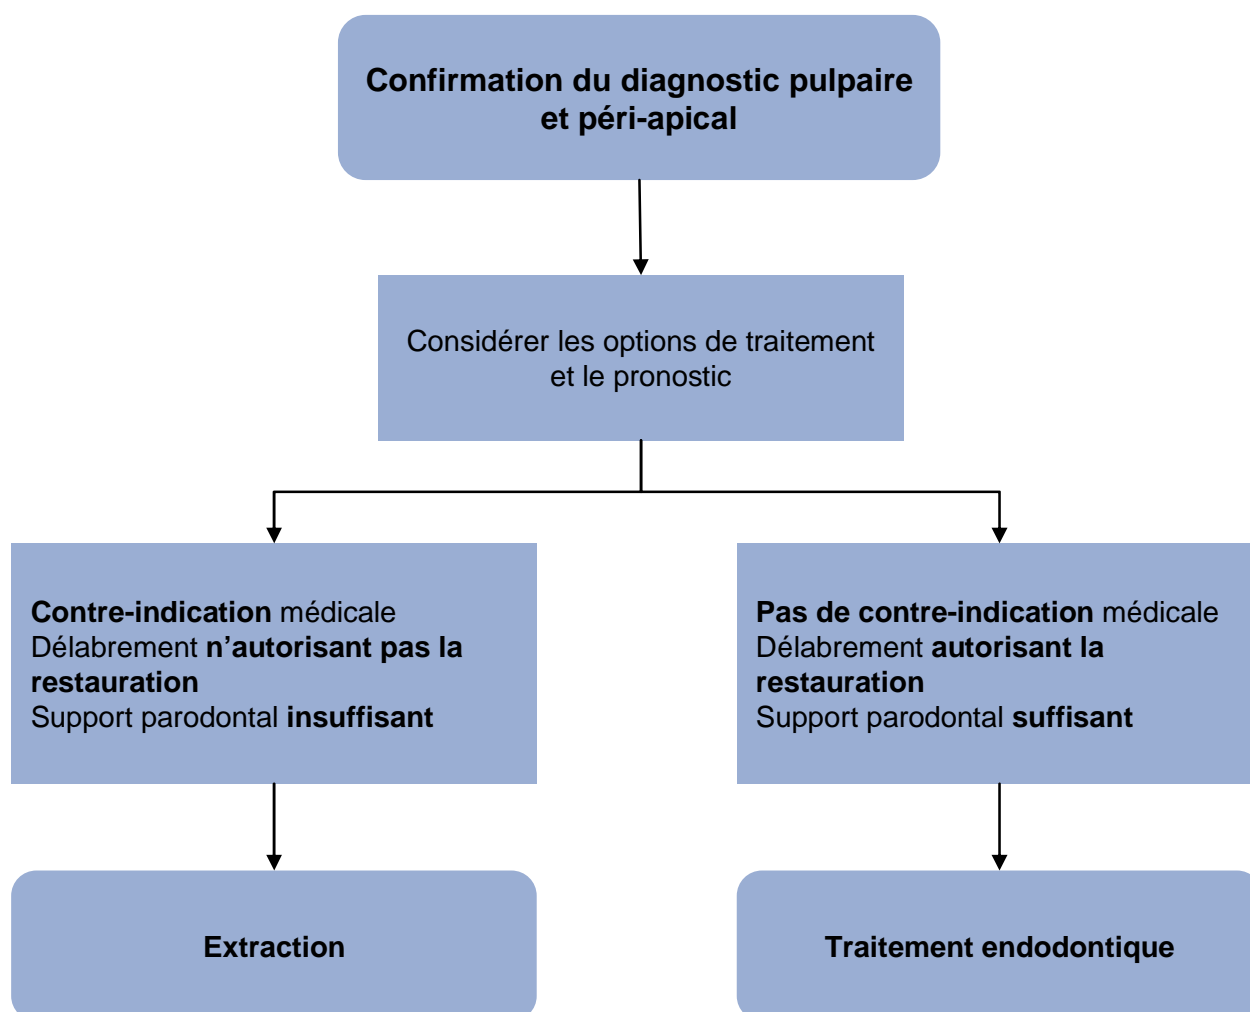 Confirmation du diagnostic pulpaire
et péri-apical
Considérer les options de traitement
et le pronostic
Contre-indication médicale
Délabrement n’autorisant pas la
restauration
Support parodontal insuffisant
Pas de contre-indication médicale
Délabrement autorisant la
restauration
Support parodontal suffisant
Extraction
Traitement endodontique